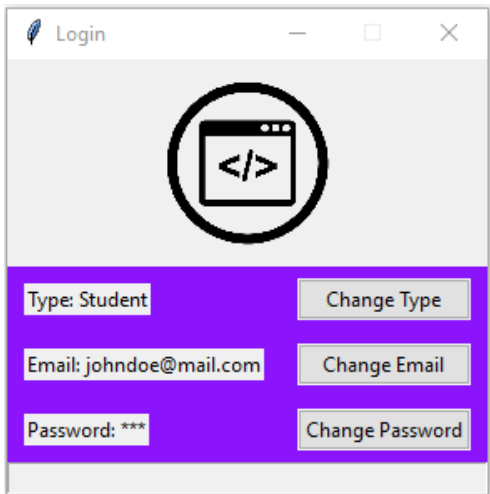 Login
</>
Type: Student Change Type
Email: johndoe@mail.com Change Email
Password: *** Change Password